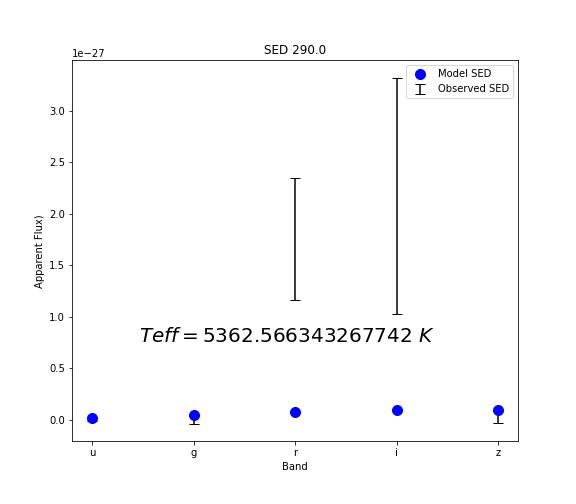 SED 290.0
1e−27
Model SED
Observed SED
3.0
2.5
2.0
1.5
1.0
0.5
0.0
Apparent Flux)
Teff = 5362.566343267742 K
u g r i z
Band